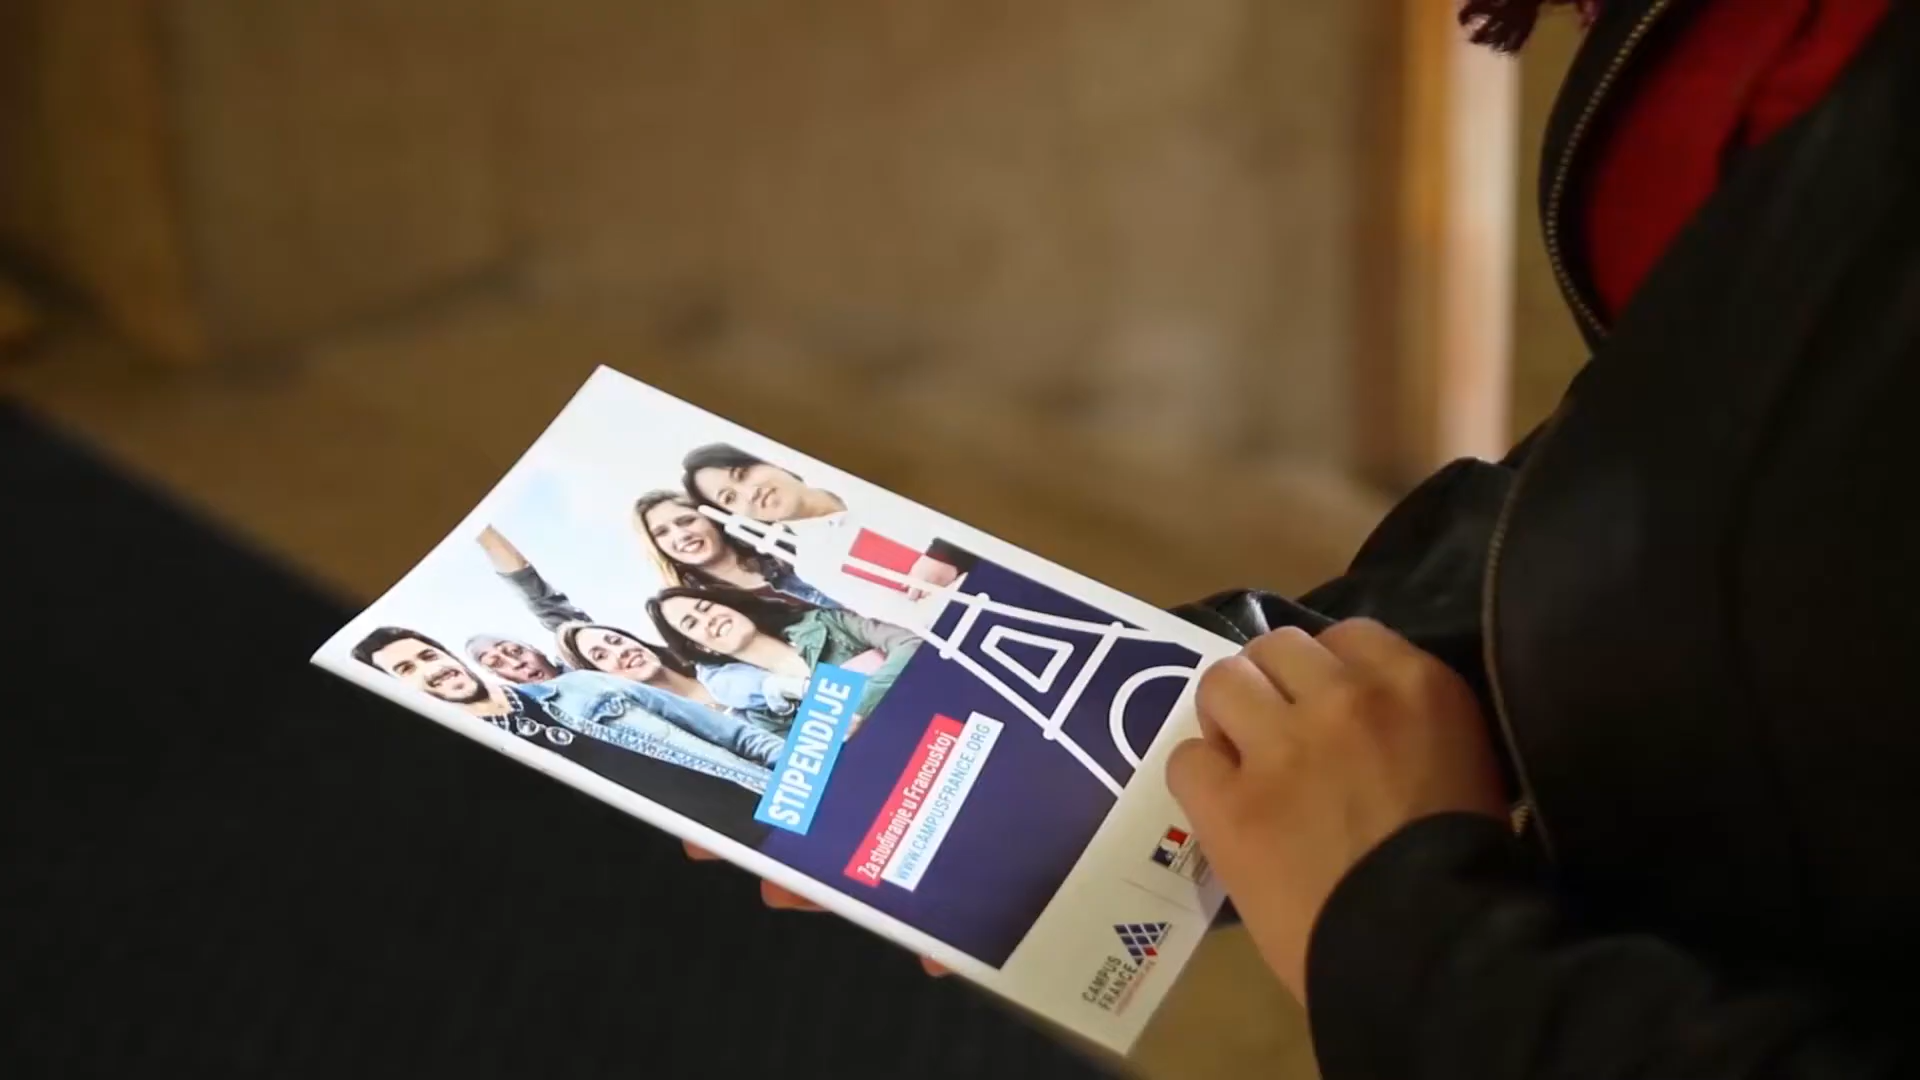 STIPENDIJE
Za studiranje u Francuskoj
WWW.CAMPUSFRANCE.ORG
CAMPUS
FRANCE